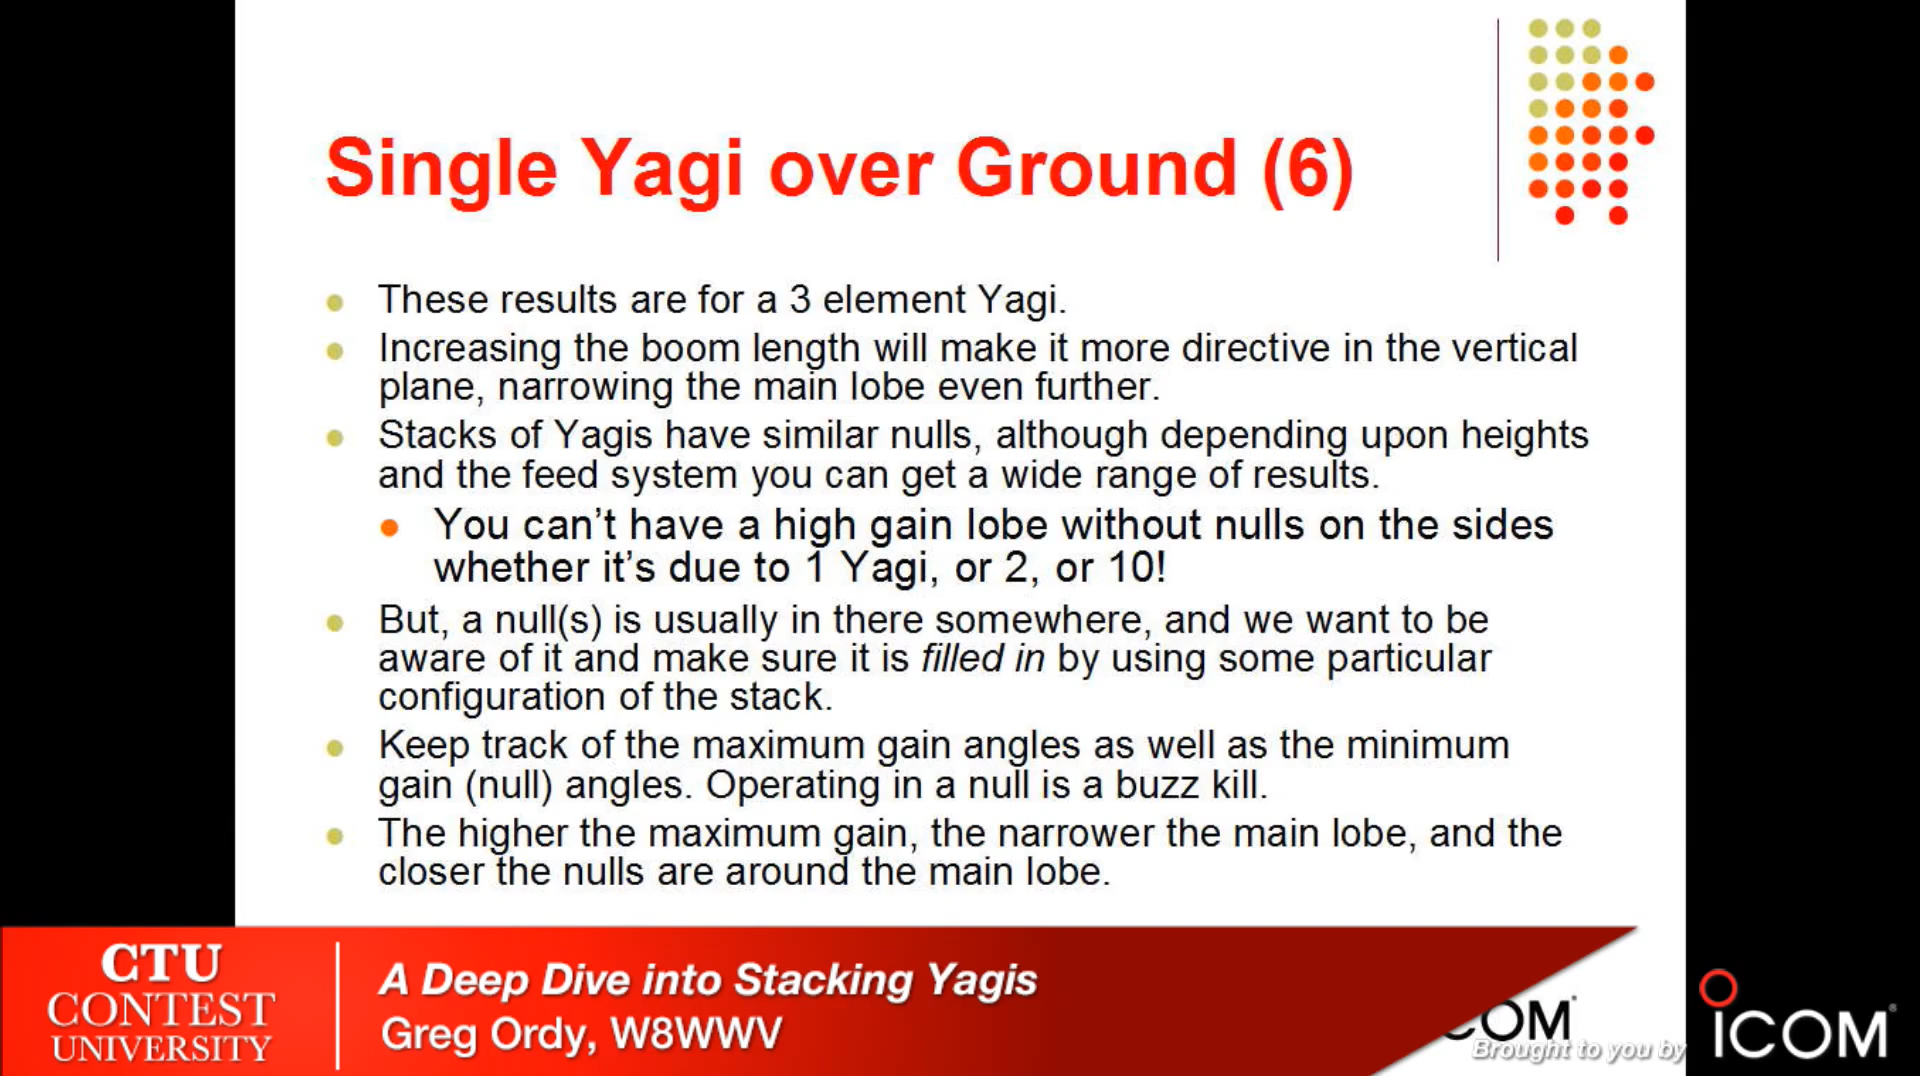 Single Yagi over Ground (6)
These results are for a 3 element Yagi.
Increasing the boom length will make it more directive in the vertical
plane, narrowing the main lobe even further.
Stacks of Yagis have similar nulls, although depending upon heights
and the feed system you can get a wide range of results.
You can't have a high gain lobe without nulls on the sides
whether it's due to 1 Yagi, or 2, or 10!
But, a null(s) is usually in there somewhere, and we want to be
aware of it and make sure it is filled in by using some particular
configuration of the stack.
Keep track of the maximum gain angles as well as the minimum
gain (null) angles. Operating in a null is a buzz kill.
The higher the maximum gain, the narrower the main lobe, and the
closer the nulls are around the main lobe.
CTU
CONTEST
UNIVERSITY
A Deep Dive into Stacking Yagis
Greg Ordy, W8WWV
COM
Brought to you by
ICOM